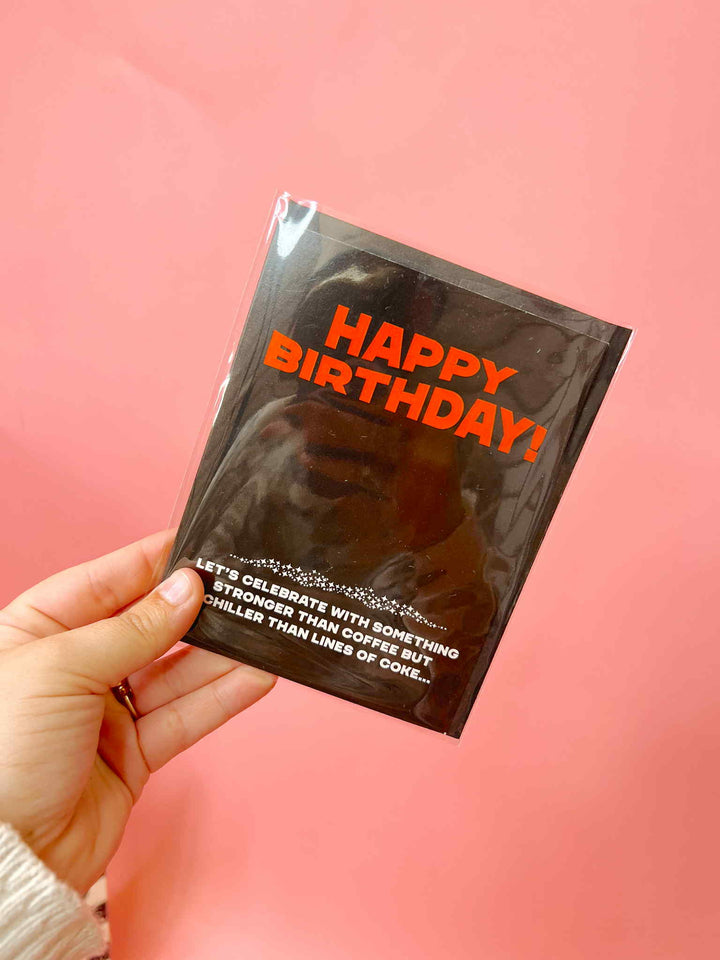 HAPPY
BIRTHDAY!
LET'S CELEBRATE WITH SOMETHING
STRONGER THAN COFFEE BUT
CHILLER THAN LINES OF COKE...